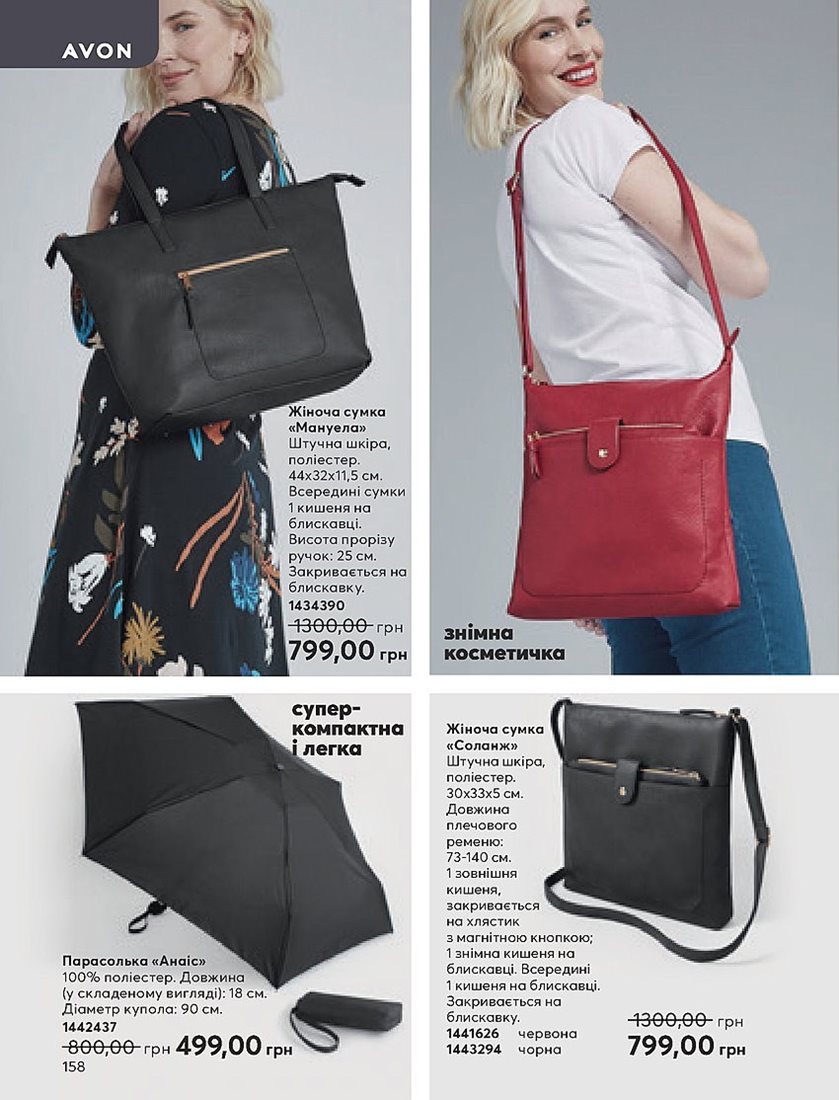 AVON
Жіноча сумка
«Мануела»
Штучна шкіра,
поліестер.
44х32х11,5 см.
Всередині сумки
1 кишеня на
блискавці.
Висота прорізу
ручок: 25 см.
Закривається на
блискавку.
1434390
1300,00 грн
799,00 грн
знімна
косметичка
супер-
компактна
і легка
Парасолька «Анаіс»
100% поліестер. Довжина
(у складеному вигляді): 18 см.
Діаметр купола: 90 см.
1442437
800,00 грн 499,00 грн
158
Жіноча сумка
«Соланж»
Штучна шкіра,
поліестер.
30х33х5 см.
Довжина
плечового
ременю:
73-140 см.
1 зовнішня
кишеня,
закривається
на хлястик
з магнітною кнопкою;
1 знімна кишеня на
блискавці. Всередині
1 кишеня на блискавці.
Закривається на
блискавку.
1441626 червона
1443294 чорна
1300,00 грн
799,00 грн